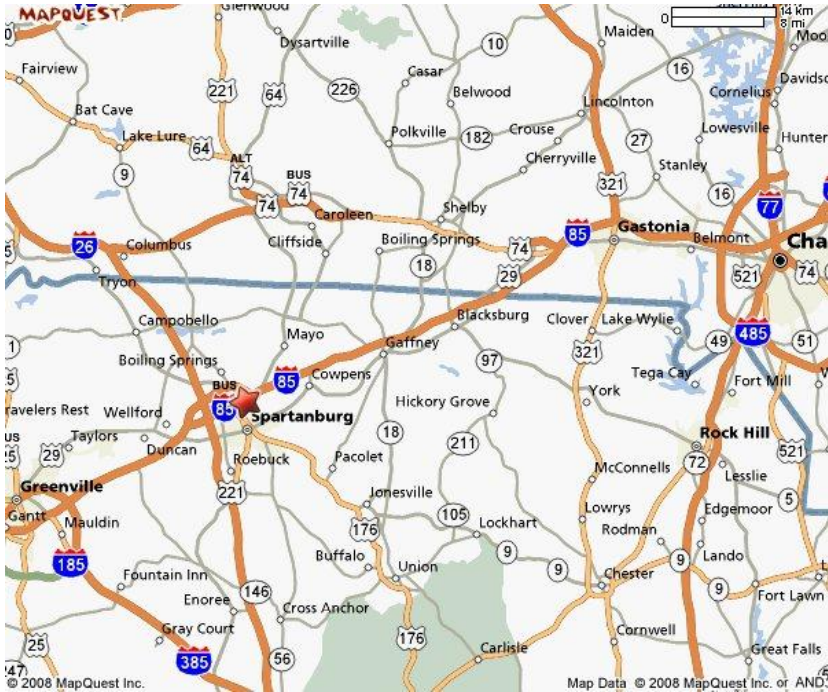 MAPQUEST
Glenwood
Dysartville
10
Maiden
14 km
0
8 mi
Fairview
221
64
226
Casar
Belwood
16
Davidso
Cornelius
Bat Cave
Lincolnton
Lake Lure
64
Polkville
182
Crouse
27
Lowesville
Hunter
9
ALT
74
BUS
74
Cherryville
Stanley
321
16
77
74
Caroleen
Shelby
85
Gastonia
26
Columbus
Cliffside
Boiling Springs
74
Belmont
Cha
Tryon
18
29
521
74
Campobello
Mayo
Blacksburg
Clover
Lake Wylie
49
485
51
1
Boiling Springs
Gaffney
321
BUS
85
85
Cowpens
97
Tega Cay
Fort Mill
25
ravelers Rest
Wellford
Spartanburg
Hickory Grove
York
US
25
29
Taylors
Duncan
18
211
Rock Hill
521
Roebuck
Pacolet
72
Leslie
Greenville
221
McConnells
5
Gantt
Mauldin
Jonesville
105
Lowrys
Edgemoor
176
Lockhart
Rodman
185
Buffalo
9
9
Lando
9
9
Fountain Inn
Union
Chester
Fort Lawn
Enoree
146
Cross Anchor
Gray Court
176
Cornwell
25
385
56
Carlisle
Great Falls
247
© 2008 MapQuest Inc.
Map Data © 2008 MapQuest Inc. or AND